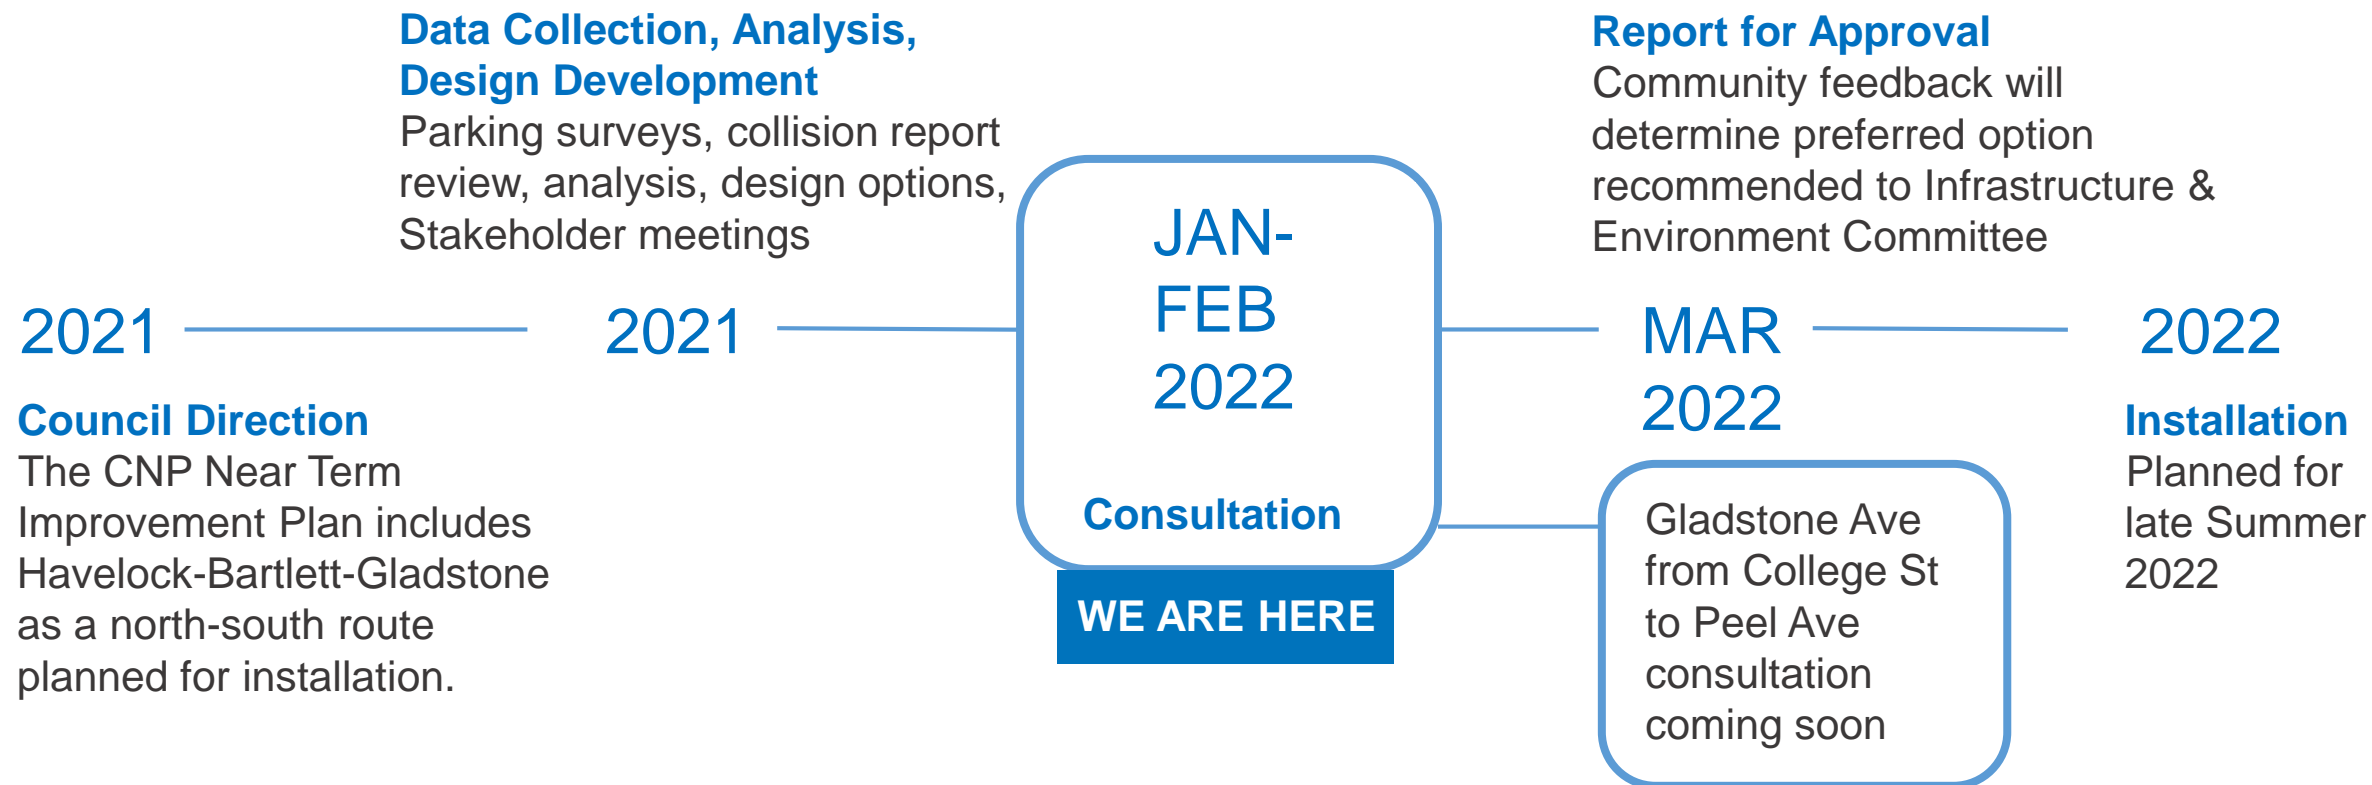 Data Collection, Analysis,
Design Development
Parking surveys, collision report
review, analysis, design options,
Stakeholder meetings
Report for Approval
Community feedback will
determine preferred option
recommended to Infrastructure &
Environment Committee
2021
Council Direction
The CNP Near Term
Improvement Plan includes
Havelock-Bartlett-Gladstone
as a north-south route
planned for installation.
2021
JAN-
FEB
2022
Consultation
WE ARE HERE
MAR
2022
Gladstone Ave
from College St
to Peel Ave
consultation
coming soon
2022
Installation
Planned for
late Summer
2022